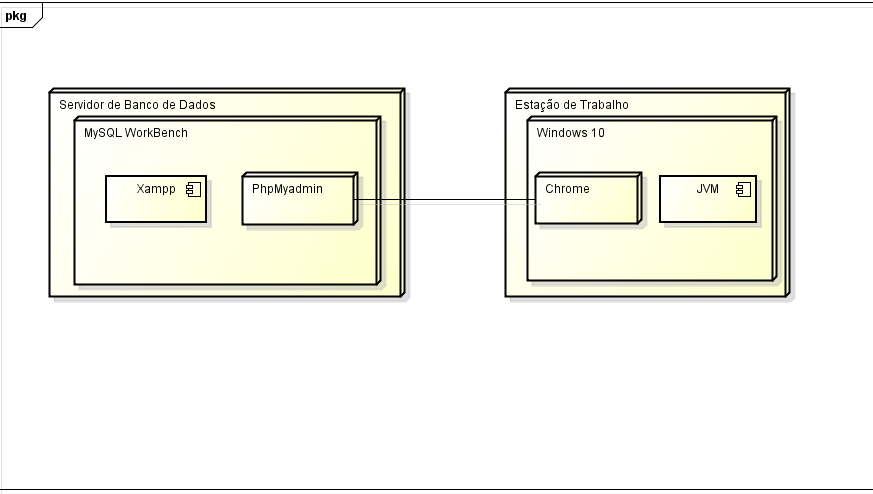 pkg
Servidor de Banco de Dados
MySQL WorkBench
Xampp
PhpMyadmin
Estação de Trabalho
Windows 10
Chrome
JVM